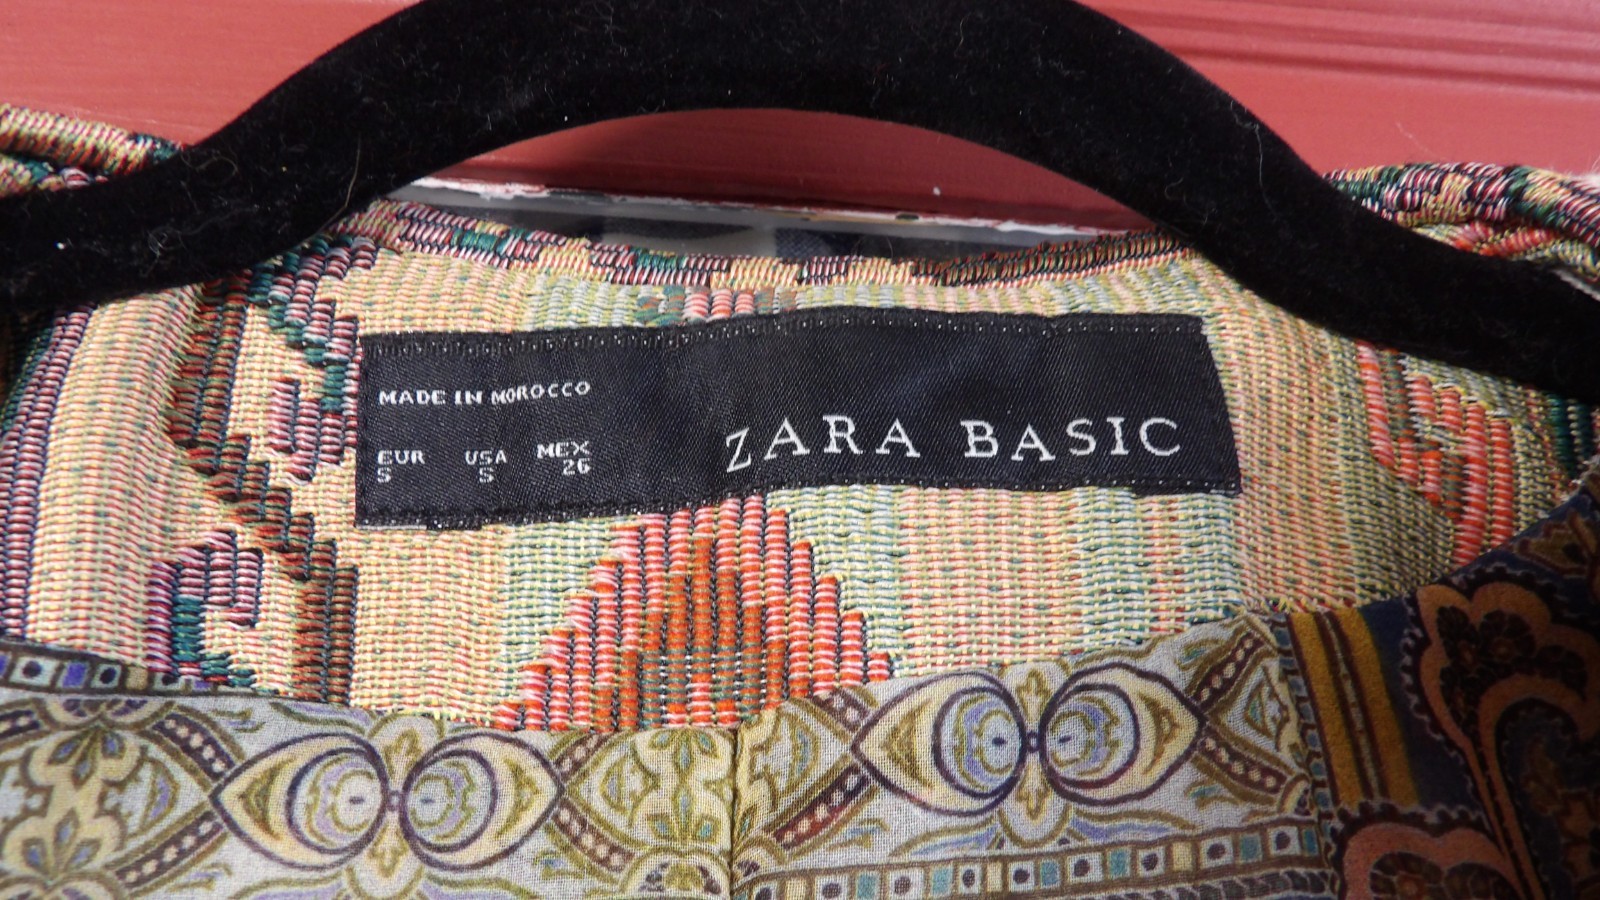 MADE IN MOROCCO
EUR USA MEX
S S 26
ZARA BASIC